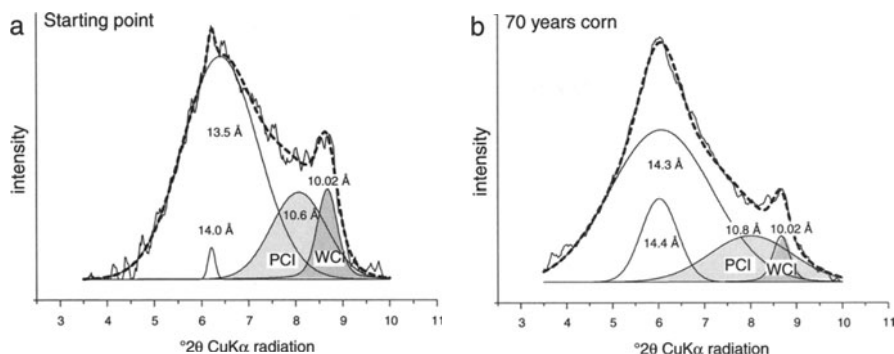 a
Starting point
intensity
13.5 Å
14.0 Å
10.6 Å
10.02 Å
PCI
WCI
3 4 5 6 7 8 9 10 11
°2θ CuKα radiation
b
70 years corn
intensity
14.3 Å
14.4 Å
10.8 Å
10.02 Å
PCI
WCI
3 4 5 6 7 8 9 10 11
°2θ CuKα radiation